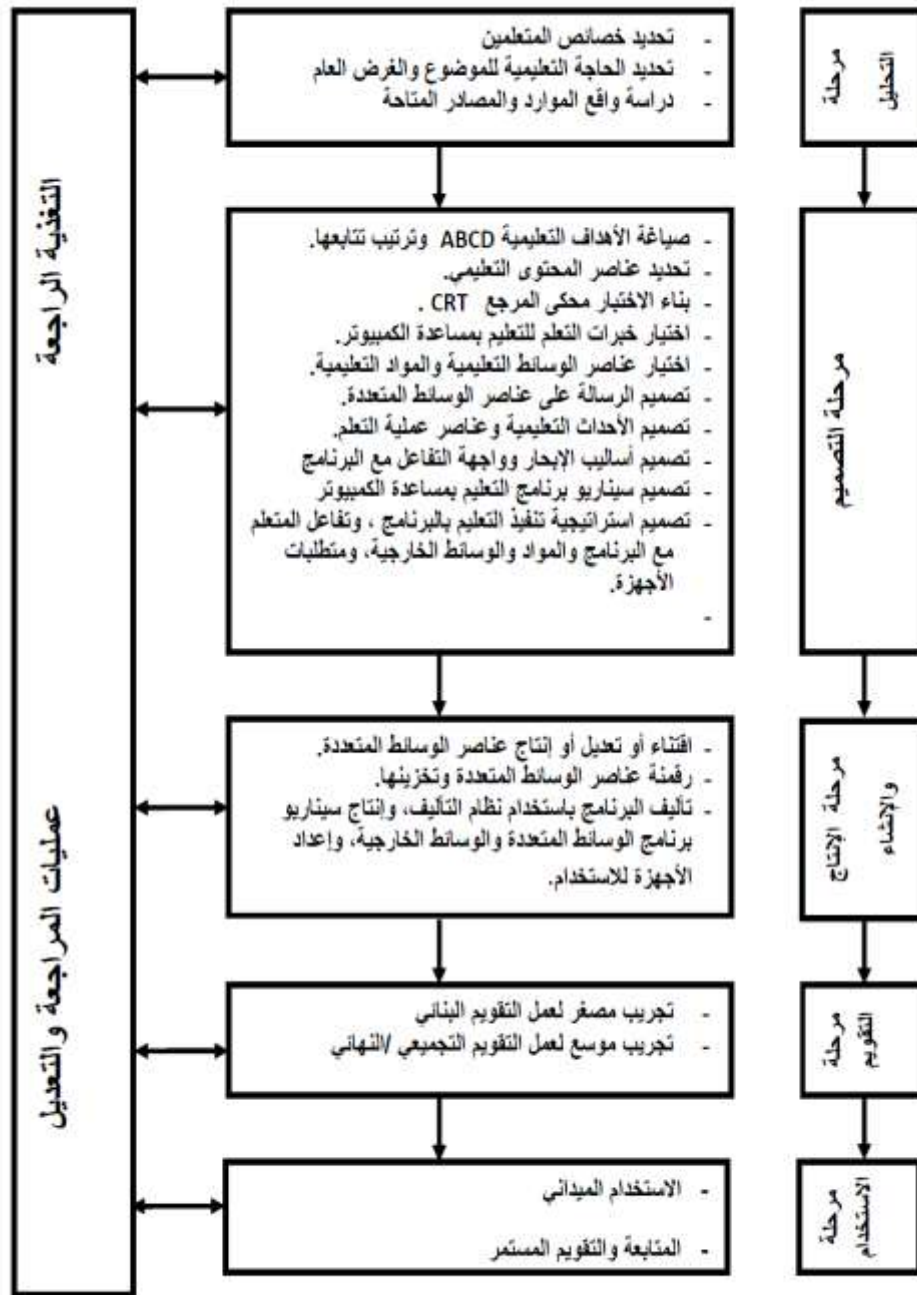 مرحلة
التحليل
- تحديد خصائص المتعلمين
- تحديد الحاجة التعليمية للموضوع والغرض العام
- دراسة واقع الموارد والمصادر المتاحة
مرحلة التصميم
- صياغة الأهداف التعليمية ABCD وترتيب تتابعها.
- تحديد عناصر المحتوى التعليمي.
- بناء الاختبار محكى المرجع CRT .
- اختيار خبرات التعلم للتعليم بمساعدة الكمبيوتر.
- اختيار عناصر الوسائط التعليمية والمواد التعليمية.
- تصميم الرسالة على عناصر الوسائط المتعددة.
- تصميم الأحداث التعليمية وعناصر عملية التعلم.
- تصميم أساليب الإبحار وواجهة التفاعل مع البرنامج
- تصميم سيناريو برنامج التعليم بمساعدة الكمبيوتر
- تصميم استراتيجية تنفيذ التعليم بالبرنامج ، وتفاعل المتعلم
مع البرنامج والمواد والوسائط الخارجية، ومتطلبات
الأجهزة.
-
مرحلة الإنتاج
والإنشاء
- اقتناء أو تعديل أو إنتاج عناصر الوسائط المتعددة.
- رقمنة عناصر الوسائط المتعددة وتخزينها.
- تأليف البرنامج باستخدام نظام التأليف، وإنتاج سيناريو
برنامج الوسائط المتعددة والوسائط الخارجية، وإعداد
الأجهزة للاستخدام.
مرحلة
التقويم
- تجريب مصغر لعمل التقويم البنائي
- تجريب موسع لعمل التقويم التجميعي /النهائي
مرحلة
الاستخدام
- الاستخدام الميداني
- المتابعة والتقويم المستمر
التغذية الراجعة
عمليات المراجعة والتعديل